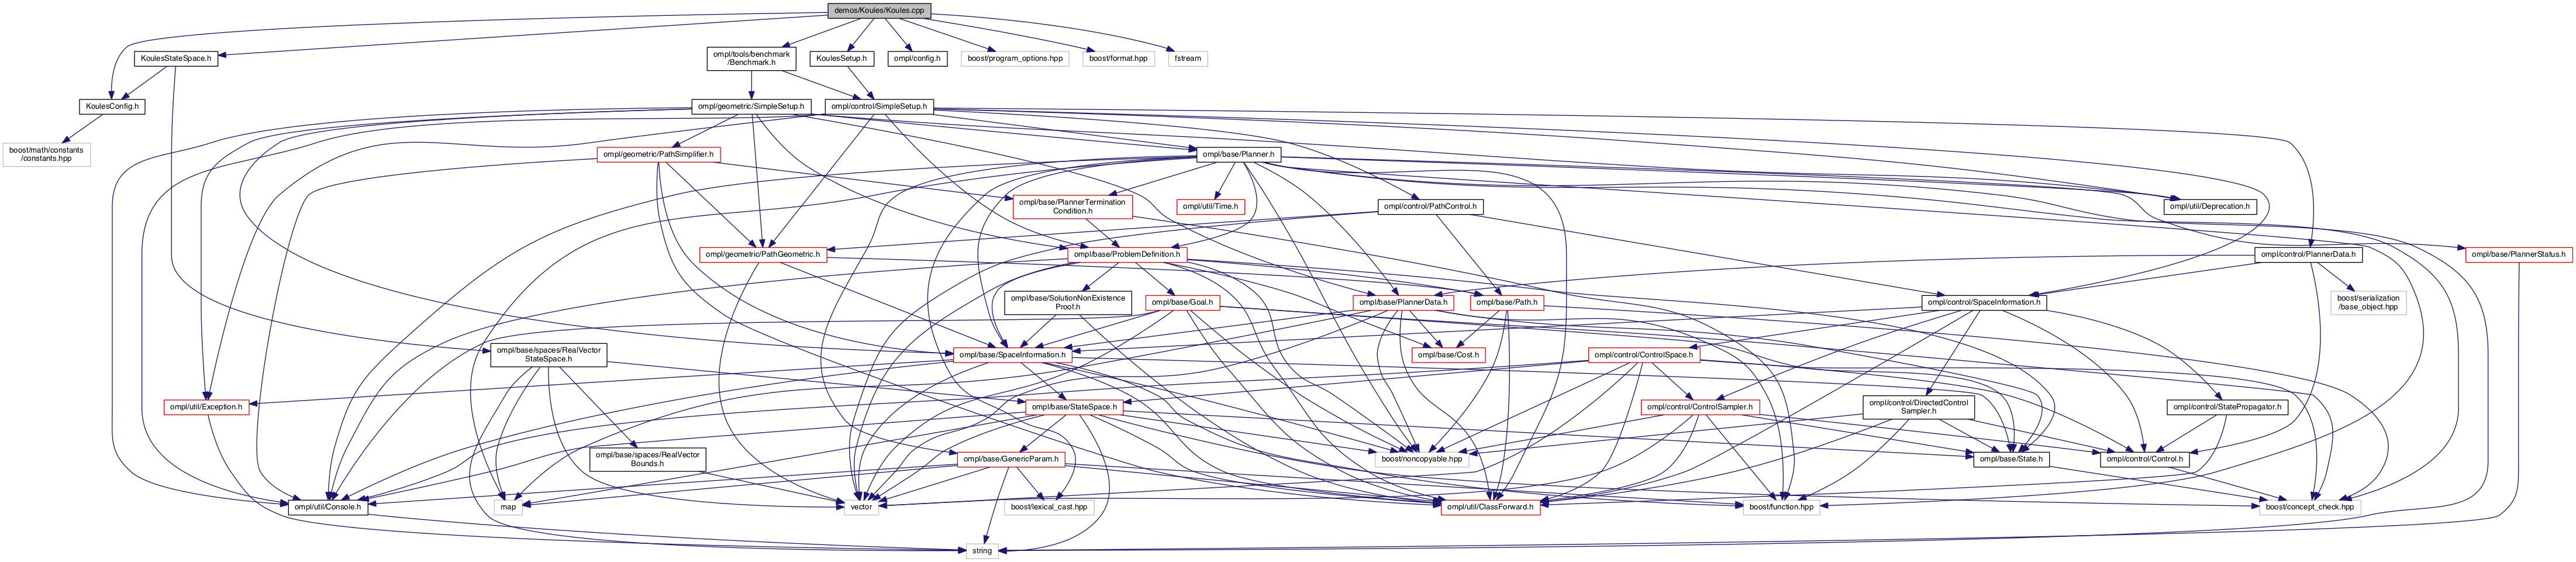 demos/Koules/Koules.cpp
KoulesStateSpace.h
ompl/tools/benchmark
/Benchmark.h
KoulesSetup.h
ompl/config.h
boost/program_options.hpp
boost/format.hpp
fstream
KoulesConfig.h
ompl/geometric/SimpleSetup.h
ompl/control/SimpleSetup.h
boost/math/constants
/constants.hpp
ompl/geometric/PathSimplifier.h
ompl/base/Planner.h
ompl/base/PlannerTermination
Condition.h
ompl/util/Time.h
ompl/control/PathControl.h
ompl/util/Deprecation.h
ompl/geometric/PathGeometric.h
ompl/base/ProblemDefinition.h
ompl/control/PlannerData.h
ompl/base/PlannerStatus.h
ompl/base/SolutionNonExistence
Proof.h
ompl/base/Goal.h
ompl/base/PlannerData.h
ompl/base/Path.h
ompl/control/SpaceInformation.h
boost/serialization
/base_object.hpp
ompl/base/spaces/RealVector
StateSpace.h
ompl/base/SpaceInformation.h
ompl/base/Cost.h
ompl/control/ControlSpace.h
ompl/util/Exception.h
ompl/base/StateSpace.h
ompl/control/ControlSampler.h
ompl/control/DirectedControl
Sampler.h
ompl/control/StatePropagator.h
ompl/base/spaces/RealVector
Bounds.h
ompl/base/GenericParam.h
boost/noncopyable.hpp
ompl/base/State.h
ompl/control/Control.h
ompl/util/Console.h
map
vector
boost/lexical_cast.hpp
ompl/util/ClassForward.h
boost/function.hpp
boost/concept_check.hpp
string